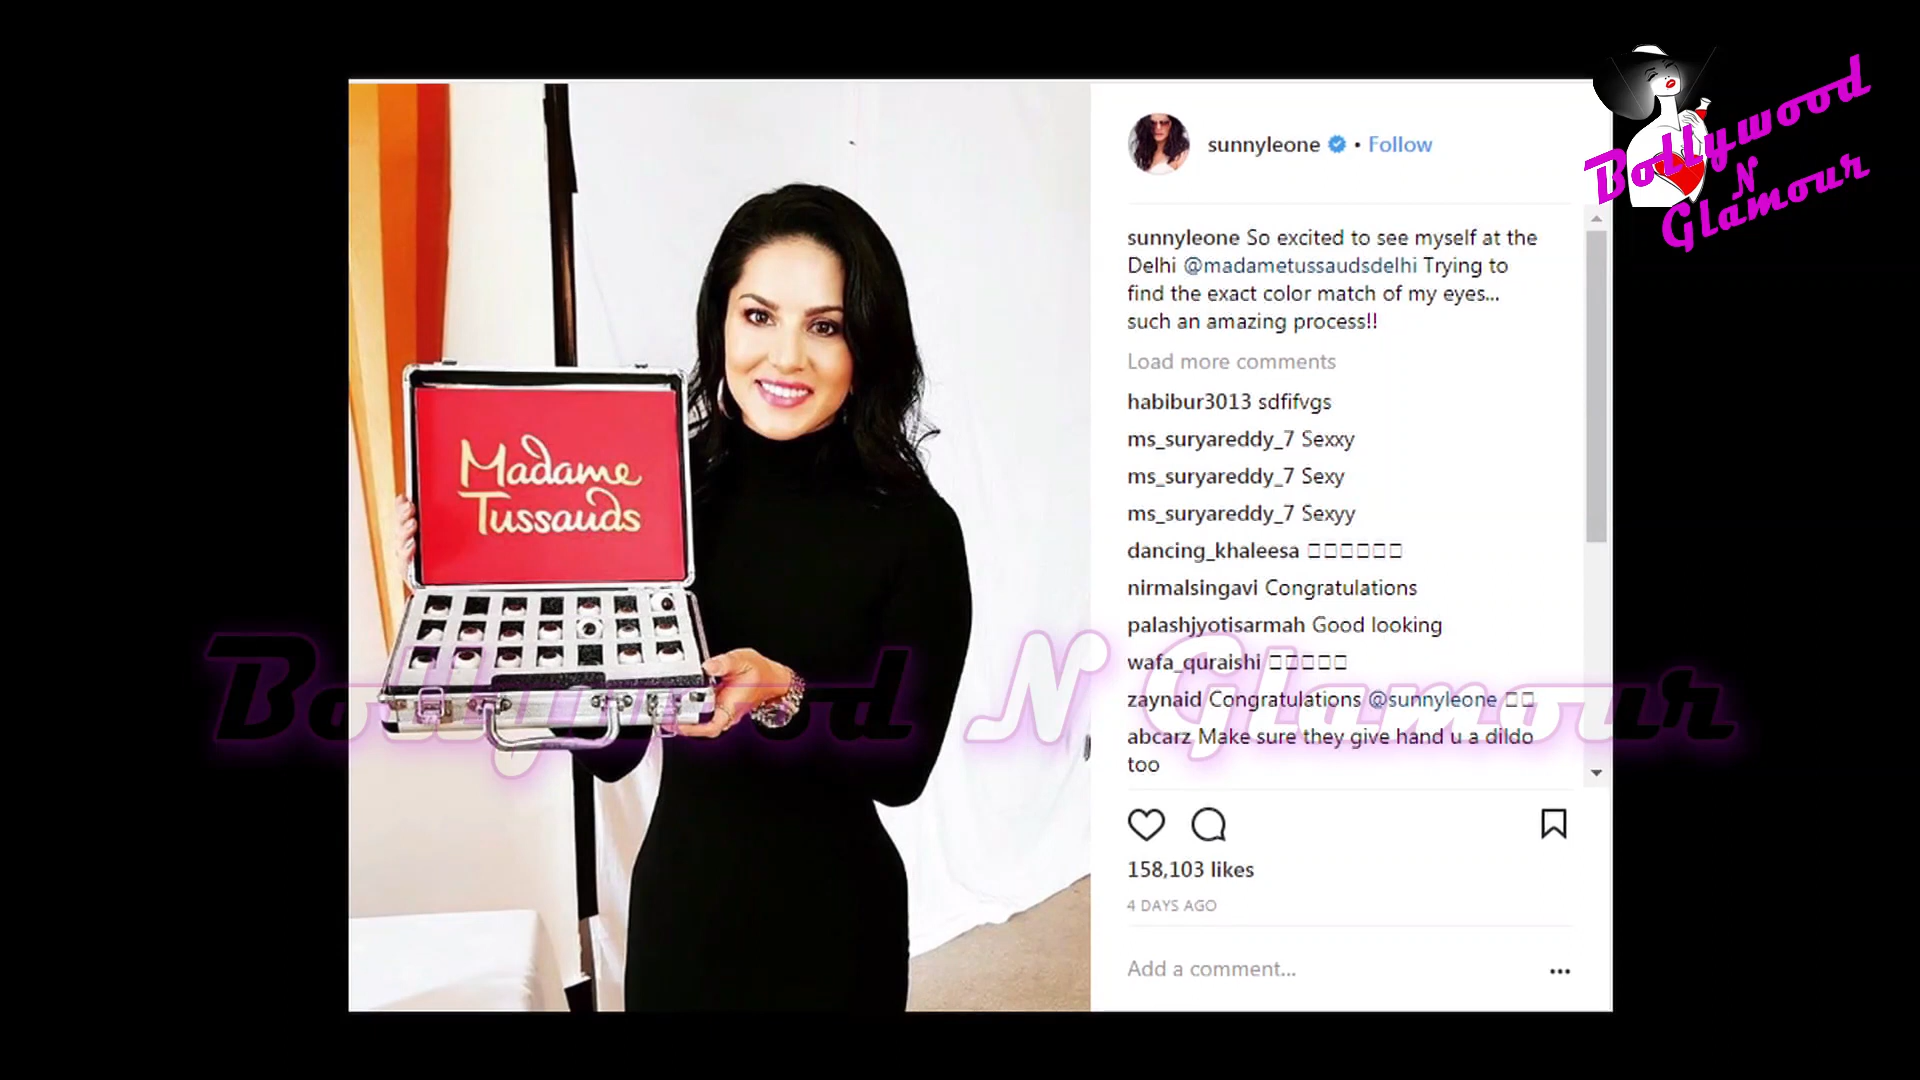 Bollywood
N
Glamour
Madame
Tussauds
sunnyleone • Follow
sunnyleone So excited to see myself at the
Delhi @madametussaudsdelhi Trying to
find the exact color match of my eyes...
such an amazing process!!
Load more comments
habibur3013 sdfifvgs
ms_suryareddy_7 Sexxy
ms_suryareddy_7 Sexy
ms_suryareddy_7 Sexyy
dancing_khaleesa
nirmalsingavi Congratulations
palashjyotisarmah Good looking
wafa_quraishi
zaynaid Congratulations @sunnyleone
abcarz Make sure they give hand u a dildo
too
Bollywood N Glamour
158,103 likes
4 DAYS AGO
Add a comment...